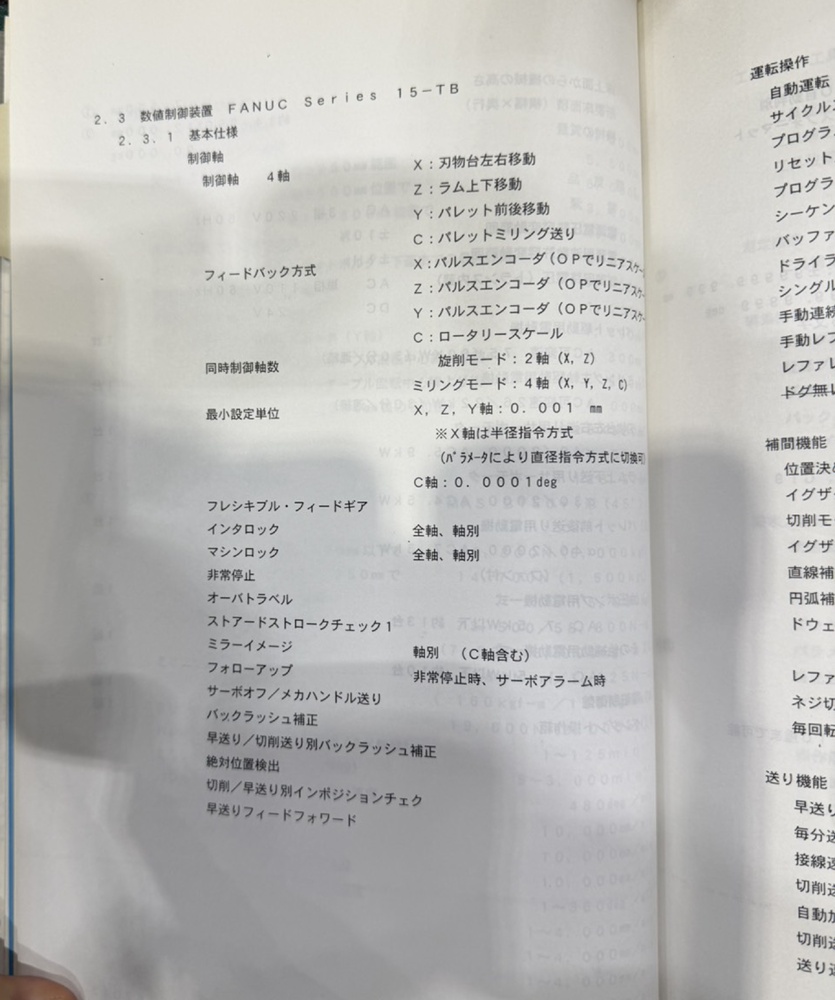 2．3　数値制御装置　FANUC　Series　15－TB
2．3．1　基本仕様
制御軸
制御軸　4軸　X：刃物台左右移動
Z：ラム上下移動
Y：パレット前後移動
C：パレットミリング送り
フィードバック方式　X：パルスエンコーダ（OPでリニアスケー
Z：パルスエンコーダ（OPでリニアスケー
Y：パルスエンコーダ（OPでリニアスケー
C：ロータリースケール
同時制御軸数　旋削モード：2軸（X, Z）
ミリングモード：4軸（X, Y, Z, C）
最小設定単位　X，Z，Y軸：0．001　mm
※X軸は半径指令方式
（パラメータにより直径指令方式に切換可
C軸：0．0001deg
フレシキブル・フィードギア
インタロック　全軸、軸別
マシンロック　全軸、軸別
非常停止
オーバトラベル
ストアードストロークチェック1
ミラーイメージ　軸別　（C軸含む）
フォローアップ　非常停止時、サーボアラーム時
サーボオフ／メカハンドル送り
バックラッシュ補正
早送り／切削送り別バックラッシュ補正
絶対位置検出
切削／早送り別インポジションチェク
早送りフィードフォワード
運転操作
自動運転
サイクル
プログラ
リセット
プログラ
シーケン
バッファ
ドライラ
シングル
手動連続
手動レフ
レファレ
ドグ無し
補間機能
位置決め
イグザ
切削モ
イグザ
直線補
円弧補
ドウェ
レファ
ネジ切
毎回転
送り機能
早送り
毎分送
接線速
切削送
自動加
切削送
送り速